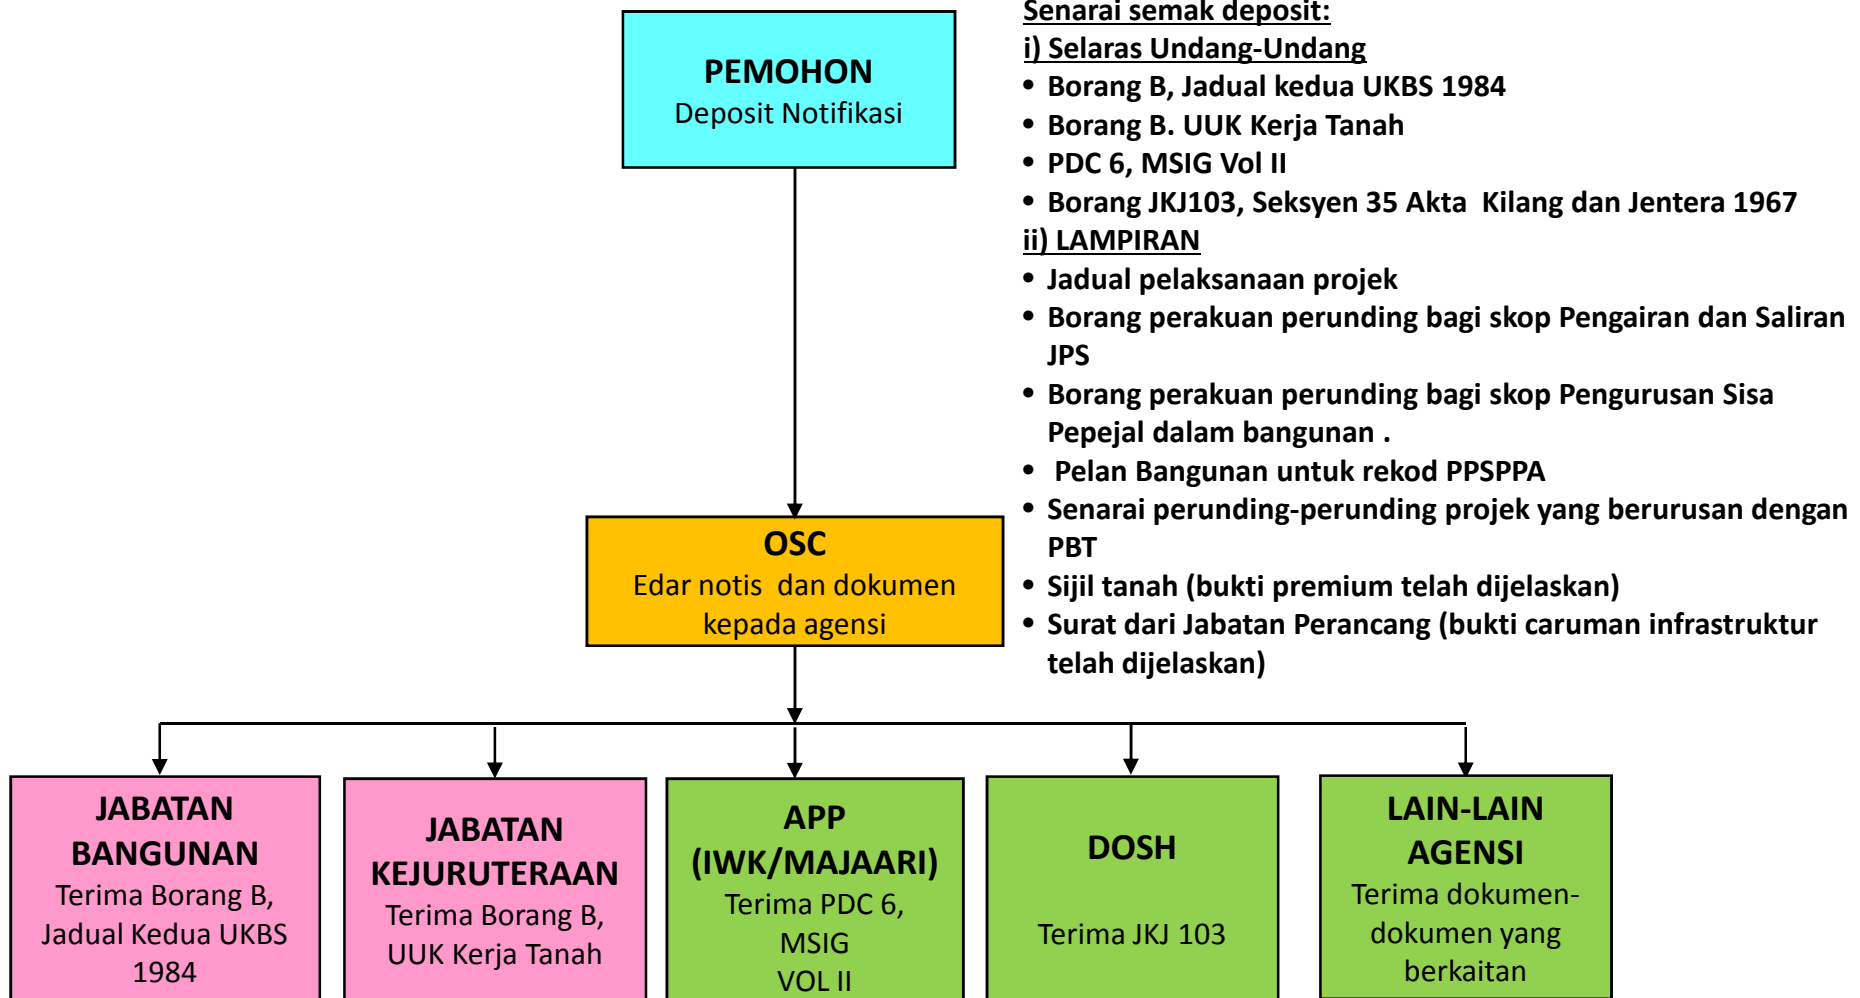 PEMOHON
Deposit Notifikasi
Senarai semak deposit:
i) Selaras Undang-Undang
• Borang B, Jadual kedua UKBS 1984
• Borang B. UUK Kerja Tanah
• PDC 6, MSIG Vol II
• Borang JKJ103, Seksyen 35 Akta Kilang dan Jentera 1967
ii) LAMPIRAN
• Jadual pelaksanaan projek
• Borang perakuan perunding bagi skop Pengairan dan Saliran
JPS
• Borang perakuan perunding bagi skop Pengurusan Sisa
Pepejal dalam bangunan .
• Pelan Bangunan untuk rekod PPSPPA
• Senarai perunding-perunding projek yang berurusan dengan
PBT
• Sijil tanah (bukti premium telah dijelaskan)
• Surat dari Jabatan Perancang (bukti caruman infrastruktur
telah dijelaskan)
OSC
Edar notis dan dokumen
kepada agensi
JABATAN
BANGUNAN
Terima Borang B,
Jadual Kedua UKBS
1984
JABATAN
KEJURUTERAAN
Terima Borang B,
UUK Kerja Tanah
APP
(IWK/MAJAARI)
Terima PDC 6,
MSIG
VOL II
DOSH
Terima JKJ 103
LAIN-LAIN
AGENSI
Terima dokumen-
dokumen yang
berkaitan